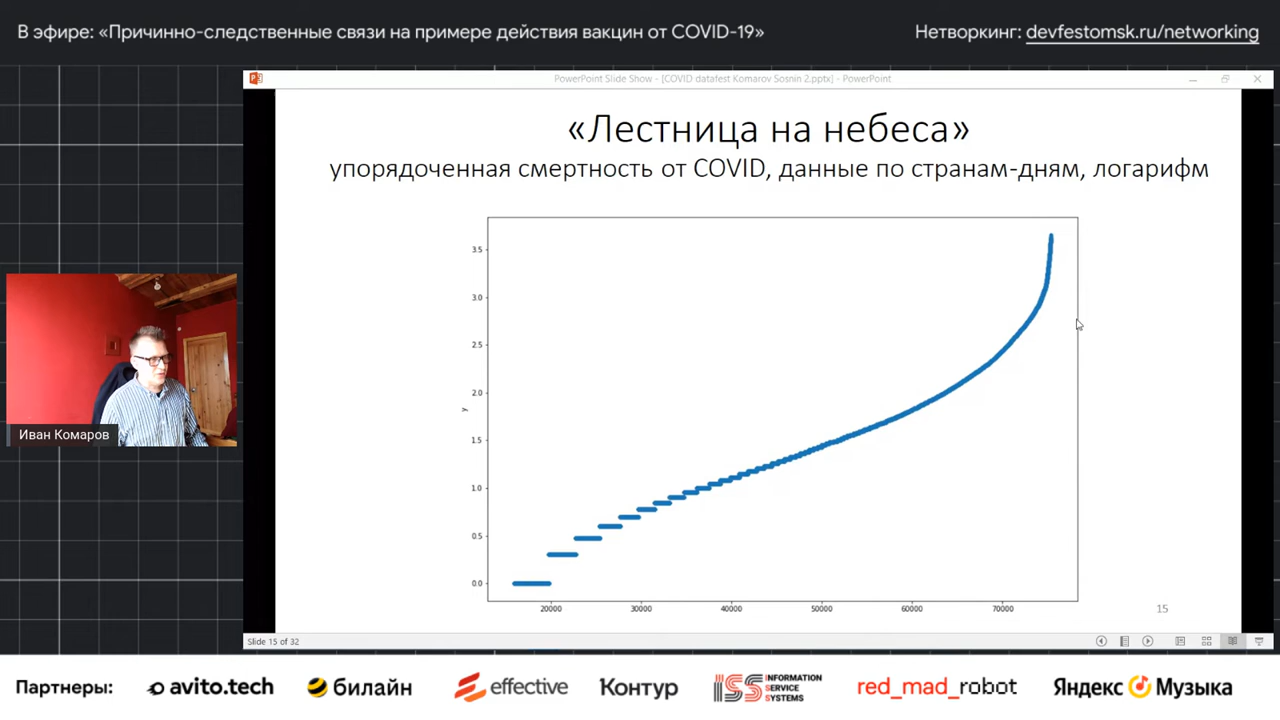 В эфире: «Причинно-следственные связи на примере действия вакцин от COVID-19»
Нетворкинг: devfestomsk.ru/networking
PowerPoint Slide Show - [COVID datafest Komarov Sosnin 2.pptx] - PowerPoint
«Лестница на небеса»
упорядоченная смертность от COVID, данные по странам-дням, логарифм
3.5
3.0
2.5
2.0
y
1.5
1.0
0.5
0.0
20000 30000 40000 50000 60000 70000
15
Иван Комаров
Slide 15 of 32
Партнеры: avito.tech билайн effective Контур ISS INFORMATION SERVICE SYSTEMS red_mad_robot Яндекс Музыка